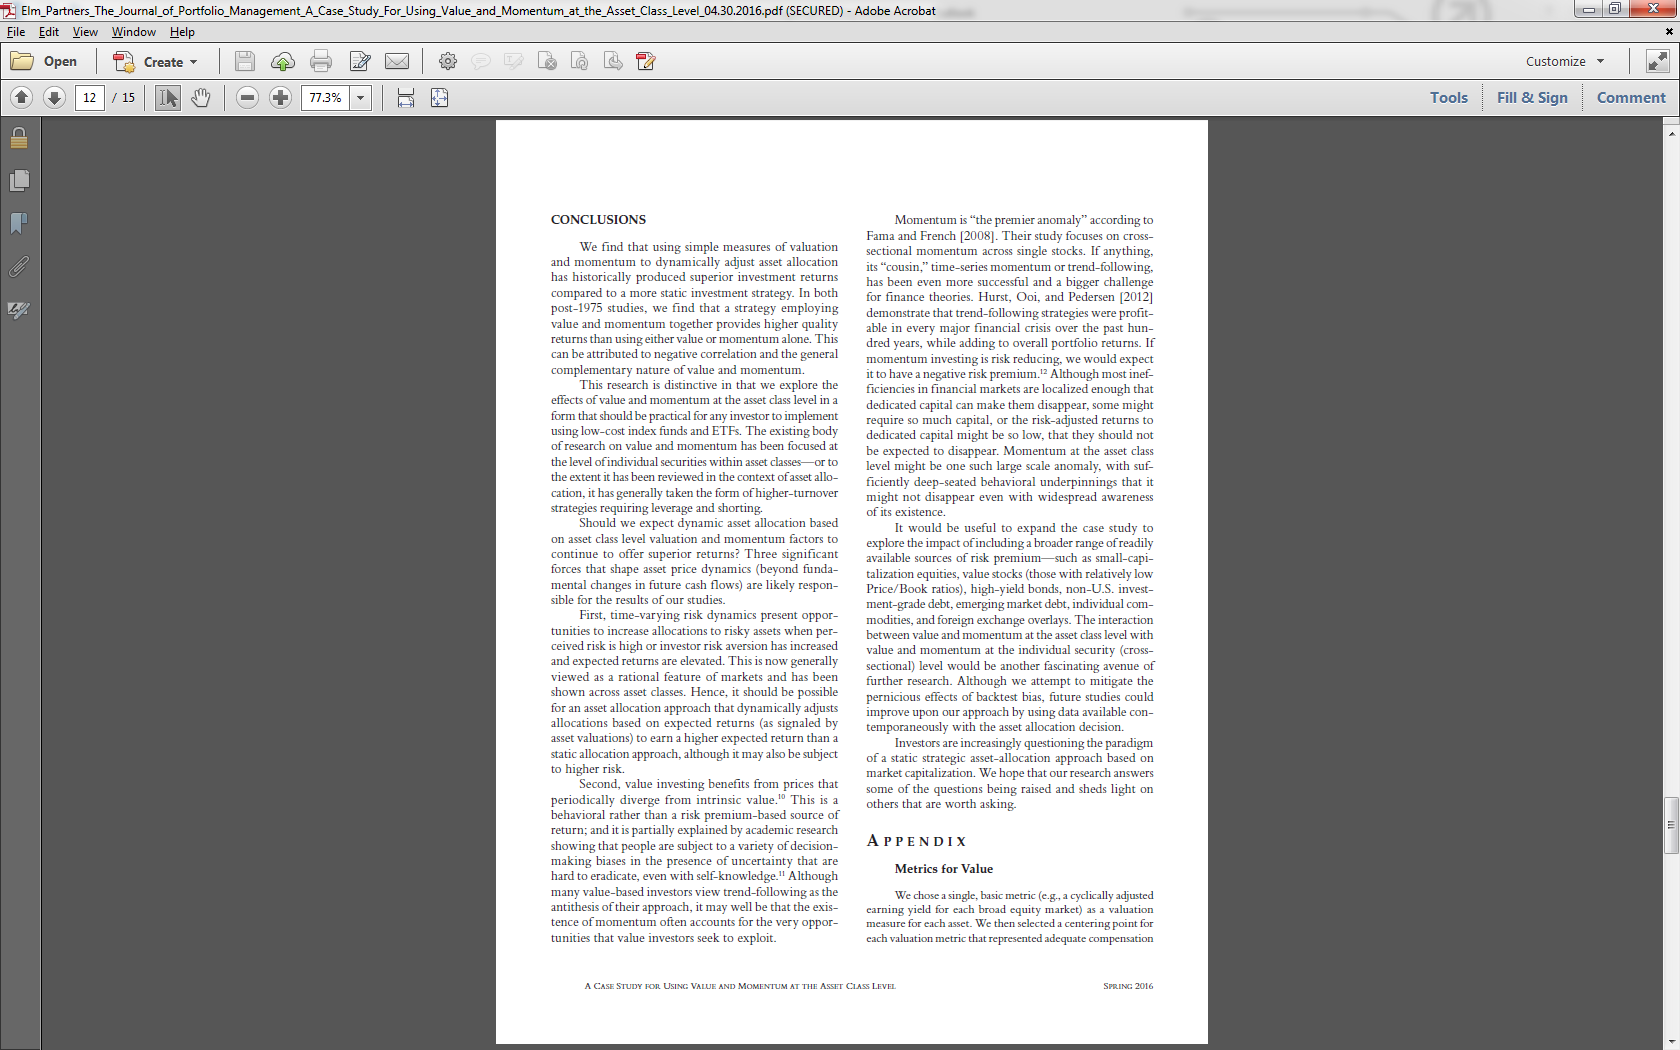 Elm_Partners_The_Journal_of_Portfolio_Management_A_Case_Study_For_Using_Value_and_Momentum_at_the_Asset_Class_Level_04.30.2016.pdf (SECURED) - Adobe Acrobat
File Edit View Window Help
Open Create Customize
12 / 15 77.3% Tools Fill & Sign Comment
CONCLUSIONS
We find that using simple measures of valuation
and momentum to dynamically adjust asset allocation
has historically produced superior investment returns
compared to a more static investment strategy. In both
post-1975 studies, we find that a strategy employing
value and momentum together provides higher quality
returns than using either value or momentum alone. This
can be attributed to negative correlation and the general
complementary nature of value and momentum.
This research is distinctive in that we explore the
effects of value and momentum at the asset class level in a
form that should be practical for any investor to implement
using low-cost index funds and ETFs. The existing body
of research on value and momentum has been focused at
the level of individual securities within asset classes—or to
the extent it has been reviewed in the context of asset allo-
cation, it has generally taken the form of higher-turnover
strategies requiring leverage and shorting.
Should we expect dynamic asset allocation based
on asset class level valuation and momentum factors to
continue to offer superior returns? Three significant
forces that shape asset price dynamics (beyond funda-
mental changes in future cash flows) are likely respon-
sible for the results of our studies.
First, time-varying risk dynamics present oppor-
tunities to increase allocations to risky assets when per-
ceived risk is high or investor risk aversion has increased
and expected returns are elevated. This is now generally
viewed as a rational feature of markets and has been
shown across asset classes. Hence, it should be possible
for an asset allocation approach that dynamically adjusts
allocations based on expected returns (as signaled by
asset valuations) to earn a higher expected return than a
static allocation approach, although it may also be subject
to higher risk.
Second, value investing benefits from prices that
periodically diverge from intrinsic value.10 This is a
behavioral rather than a risk premium-based source of
return; and it is partially explained by academic research
showing that people are subject to a variety of decision-
making biases in the presence of uncertainty that are
hard to eradicate, even with self-knowledge.11 Although
many value-based investors view trend-following as the
antithesis of their approach, it may well be that the exis-
tence of momentum often accounts for the very oppor-
tunities that value investors seek to exploit.
Momentum is “the premier anomaly” according to
Fama and French [2008]. Their study focuses on cross-
sectional momentum across single stocks. If anything,
its “cousin,” time-series momentum or trend-following,
has been even more successful and a bigger challenge
for finance theories. Hurst, Ooi, and Pedersen [2012]
demonstrate that trend-following strategies were profit-
able in every major financial crisis over the past hun-
dred years, while adding to overall portfolio returns. If
momentum investing is risk reducing, we would expect
it to have a negative risk premium.12 Although most inef-
ficiencies in financial markets are localized enough that
dedicated capital can make them disappear, some might
require so much capital, or the risk-adjusted returns to
dedicated capital might be so low, that they should not
be expected to disappear. Momentum at the asset class
level might be one such large scale anomaly, with suf-
ficiently deep-seated behavioral underpinnings that it
might not disappear even with widespread awareness
of its existence.
It would be useful to expand the case study to
explore the impact of including a broader range of readily
available sources of risk premium—such as small-capi-
talization equities, value stocks (those with relatively low
Price/Book ratios), high-yield bonds, non-U.S. invest-
ment-grade debt, emerging market debt, individual com-
modities, and foreign exchange overlays. The interaction
between value and momentum at the asset class level with
value and momentum at the individual security (cross-
sectional) level would be another fascinating avenue of
further research. Although we attempt to mitigate the
pernicious effects of backtest bias, future studies could
improve upon our approach by using data available con-
temporaneously with the asset allocation decision.
Investors are increasingly questioning the paradigm
of a static strategic asset-allocation approach based on
market capitalization. We hope that our research answers
some of the questions being raised and sheds light on
others that are worth asking.
APPENDIX
Metrics for Value
We chose a single, basic metric (e.g., a cyclically adjusted
earning yield for each broad equity market) as a valuation
measure for each asset. We then selected a centering point for
each valuation metric that represented adequate compensation
A CASE STUDY FOR USING VALUE AND MOMENTUM AT THE ASSET CLASS LEVEL SPRING 2016